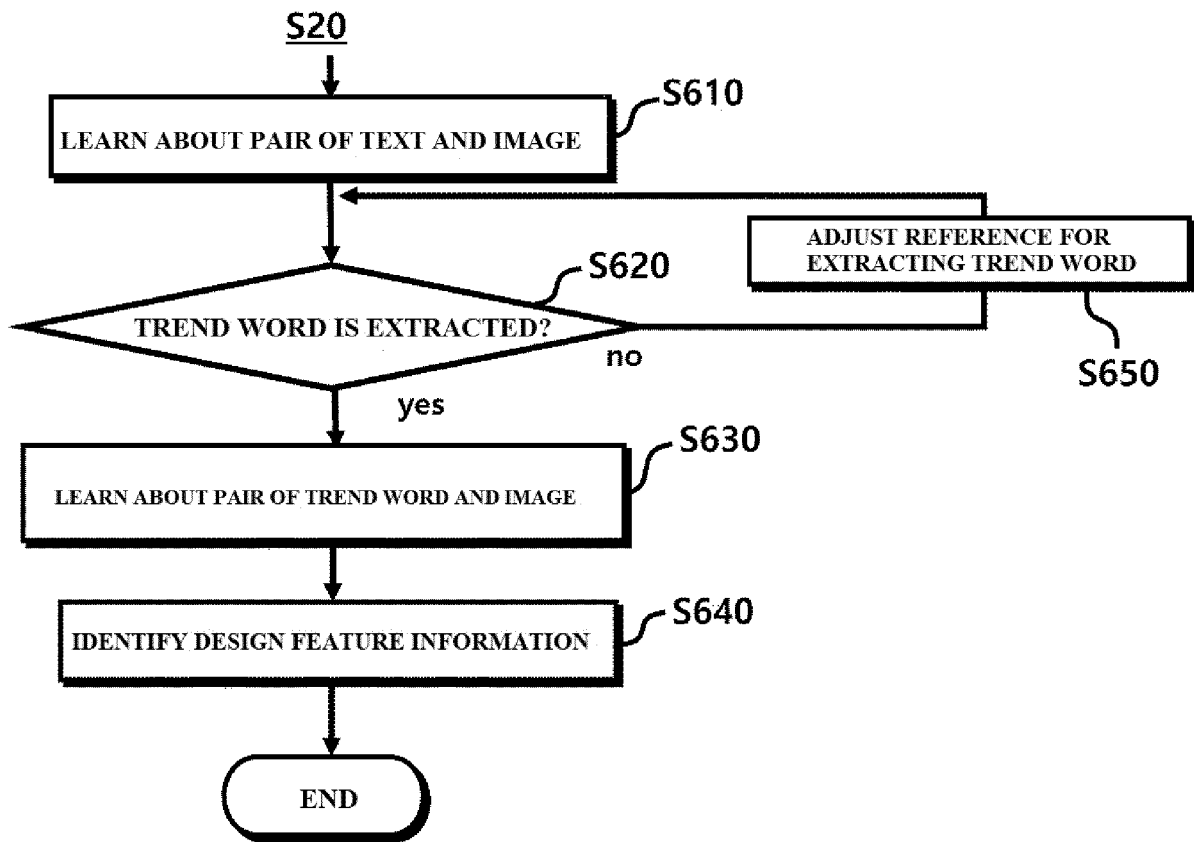 S20
S610
LEARN ABOUT PAIR OF TEXT AND IMAGE
ADJUST REFERENCE FOR
EXTRACTING TREND WORD
S650
S620
TREND WORD IS EXTRACTED?
no
yes
S630
LEARN ABOUT PAIR OF TREND WORD AND IMAGE
S640
IDENTIFY DESIGN FEATURE INFORMATION
END